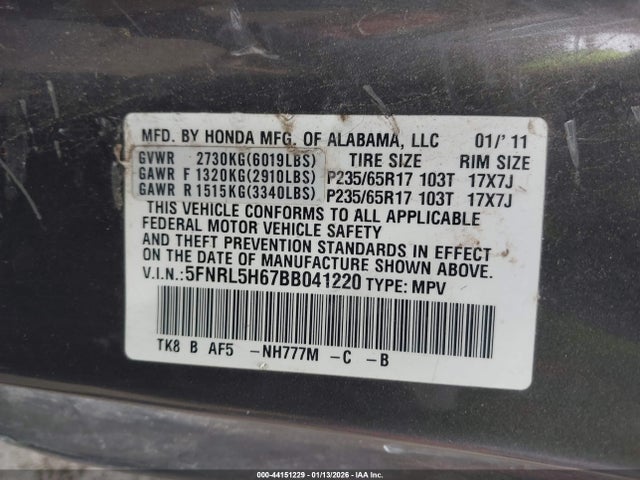 MFD. BY HONDA MFG. OF ALABAMA, LLC 01/'11
GVWR 2730KG(6019LBS) TIRE SIZE RIM SIZE
GAWR F 1320KG(2910LBS) P235/65R17 103T 17X7J
GAWR R 1515KG(3340LBS) P235/65R17 103T 17X7J
THIS VEHICLE CONFORMS TO ALL APPLICABLE
FEDERAL MOTOR VEHICLE SAFETY
AND THEFT PREVENTION STANDARDS IN EFFECT
ON THE DATE OF MANUFACTURE SHOWN ABOVE.
V.I.N.:5FNRL5H67BB041220 TYPE: MPV
TK8 B AF5 -NH777M -C -B
000-44151229 - 01/13/2026 - IAA Inc.